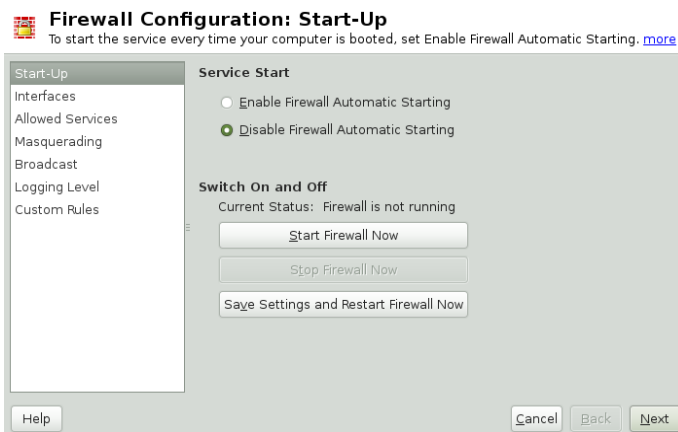 Firewall Configuration: Start-Up
To start the service every time your computer is booted, set Enable Firewall Automatic Starting. more
Start-Up
Interfaces
Allowed Services
Masquerading
Broadcast
Logging Level
Custom Rules
Service Start
Enable Firewall Automatic Starting
Disable Firewall Automatic Starting
Switch On and Off
Current Status: Firewall is not running
Start Firewall Now
Stop Firewall Now
Save Settings and Restart Firewall Now
Help
Cancel
Back
Next